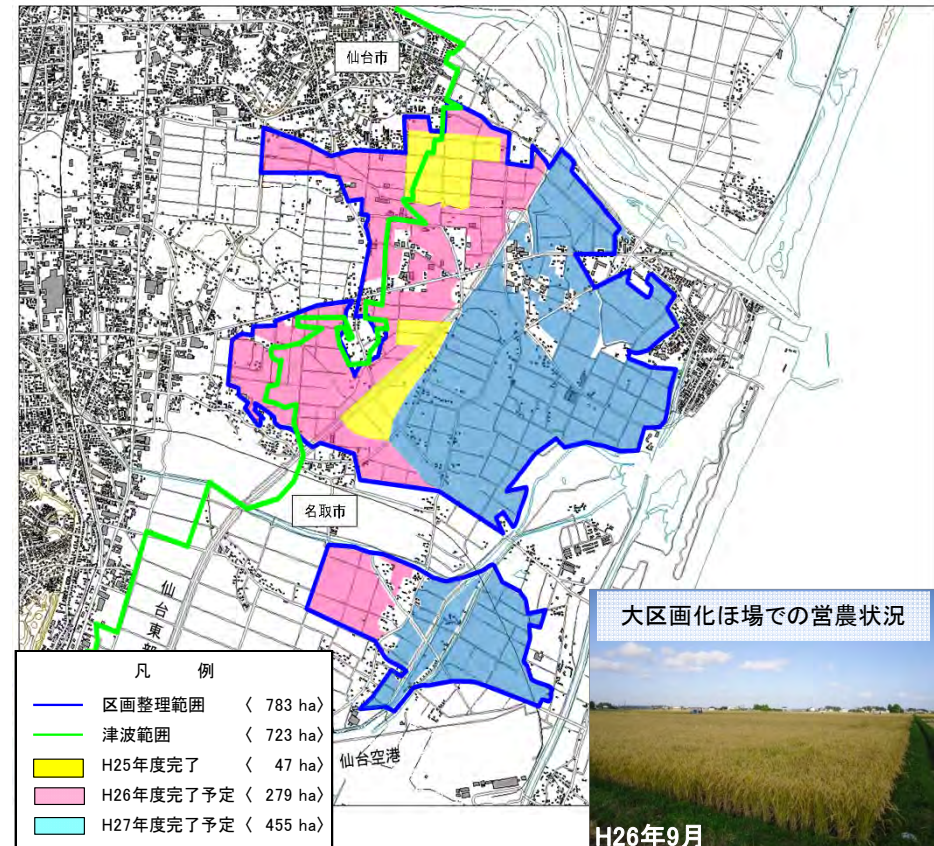 仙台市
名取市
仙台東部
仙台空港
凡　例
区画整理範囲 〈 783 ha〉
津波範囲 〈 723 ha〉
H25年度完了 〈 47 ha〉
H26年度完了予定〈 279 ha〉
H27年度完了予定〈 455 ha〉
大区画化ほ場での営農状況
H26年9月